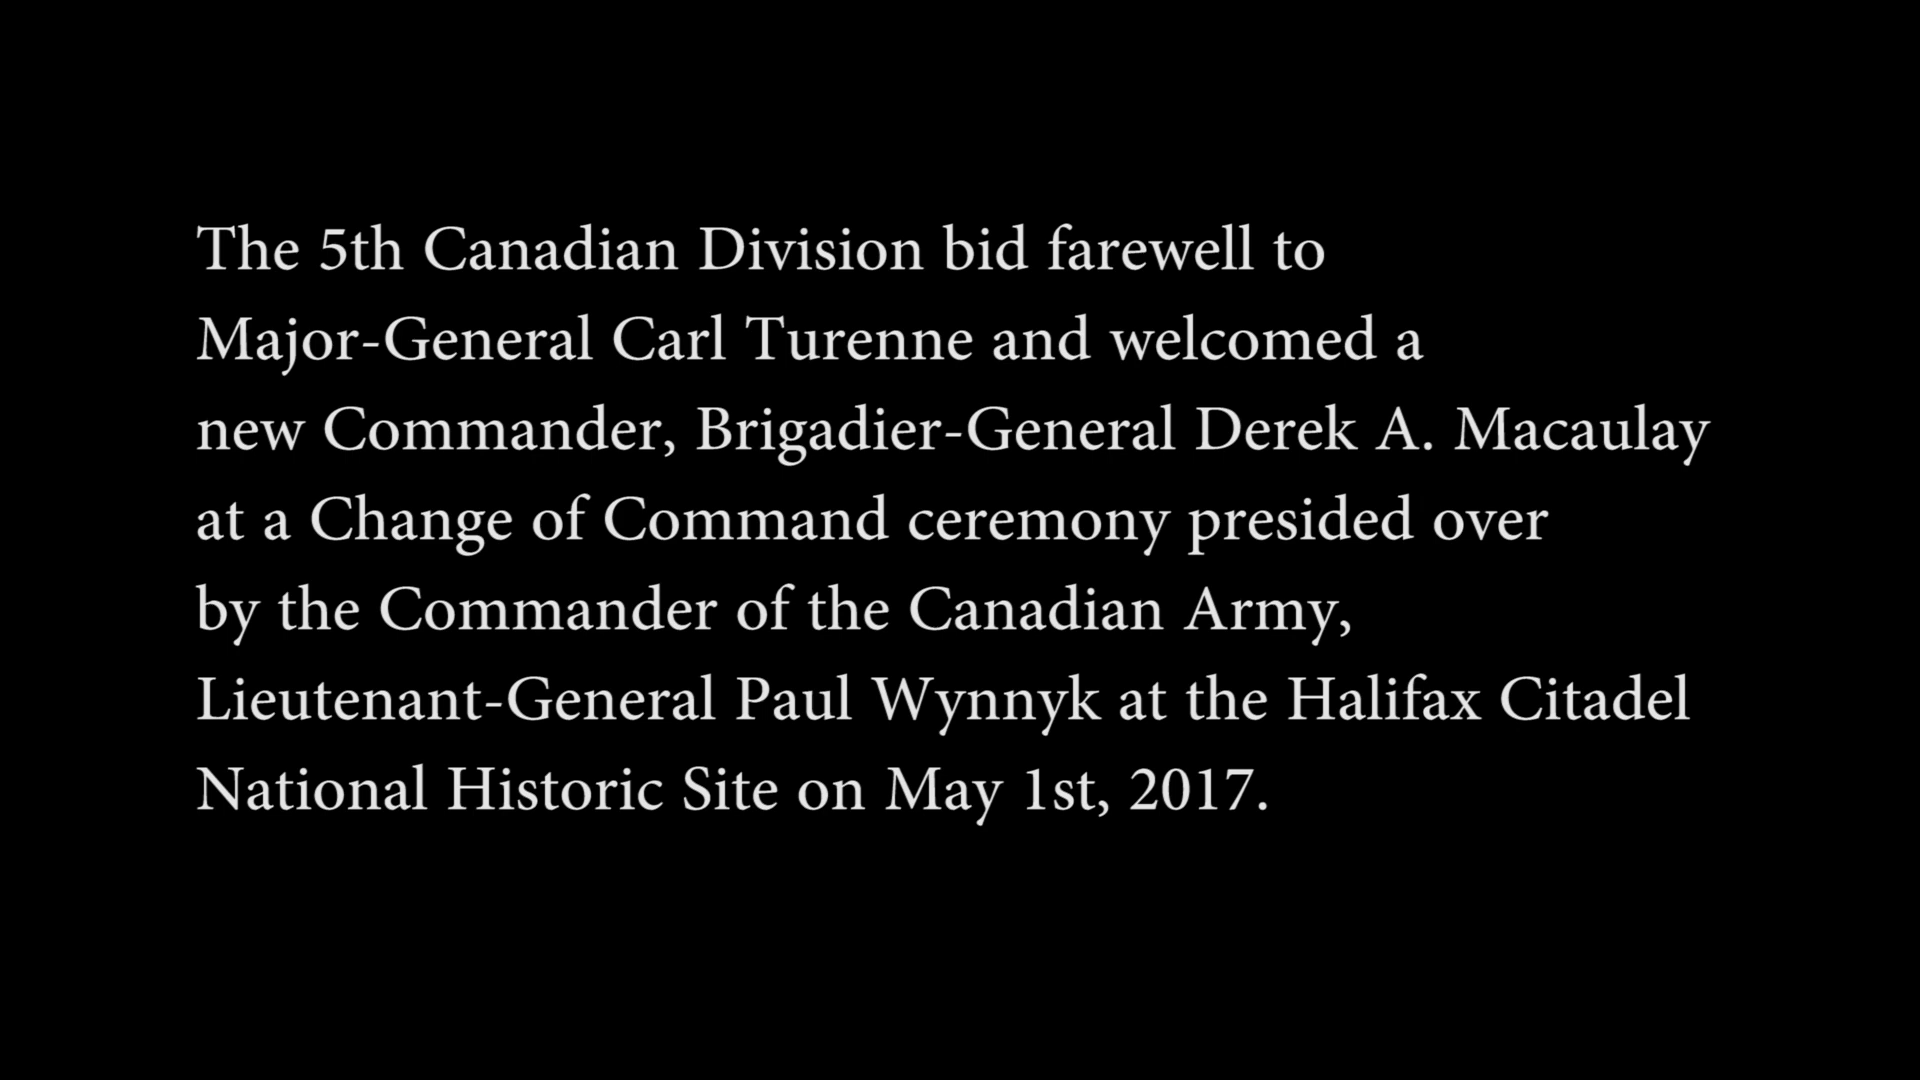 The 5th Canadian Division bid farewell to
Major-General Carl Turenne and welcomed a
new Commander, Brigadier-General Derek A. Macaulay
at a Change of Command ceremony presided over
by the Commander of the Canadian Army,
Lieutenant-General Paul Wynnyk at the Halifax Citadel
National Historic Site on May 1st, 2017.